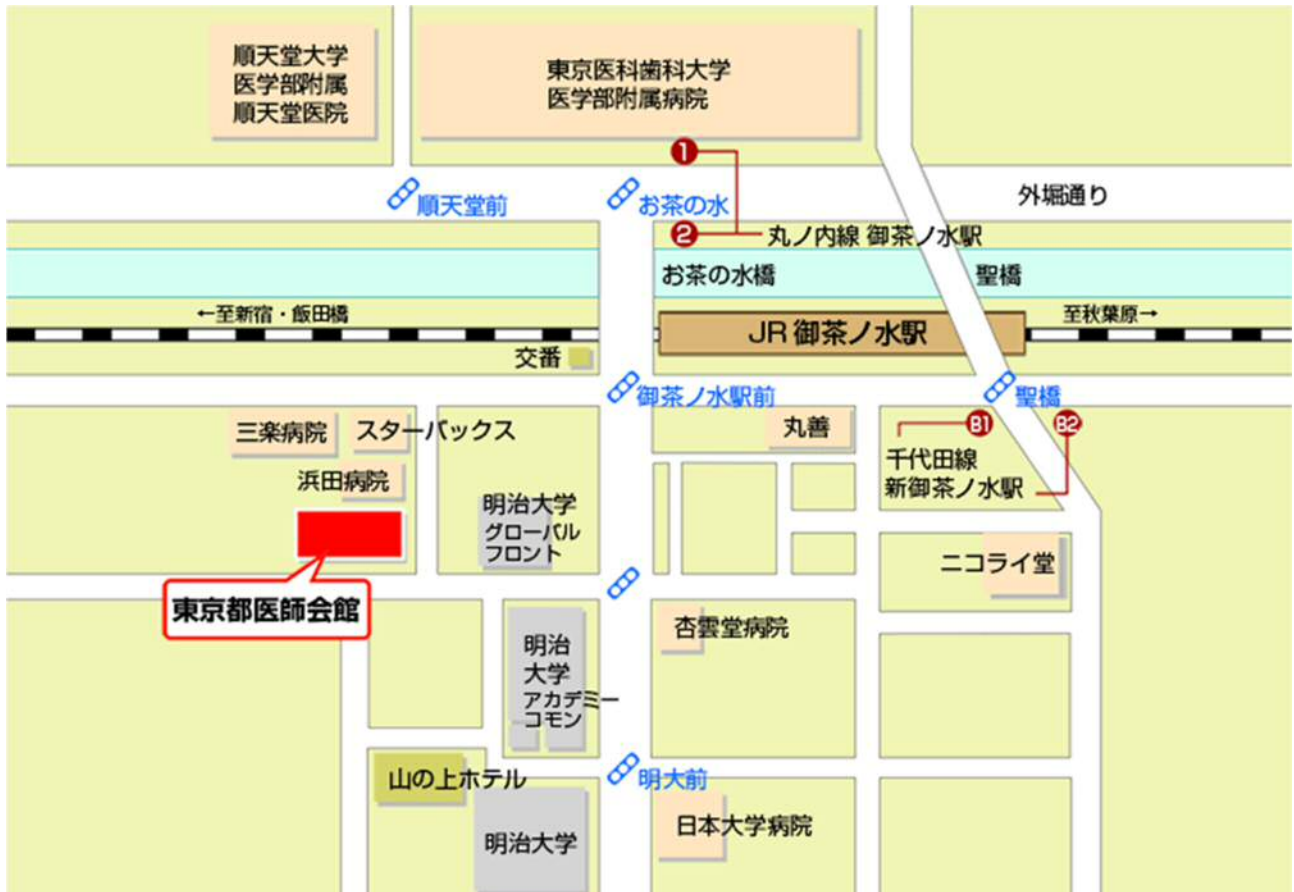 順天堂大学
医学部附属
順天堂医院
東京医科歯科大学
医学部附属病院
1
順天堂前
お茶の水
外堀通り
2
丸ノ内線 御茶ノ水駅
お茶の水橋
聖橋
←至新宿・飯田橋
至秋葉原→
JR 御茶ノ水駅
交番
御茶ノ水駅前
聖橋
三楽病院
スターバックス
丸善
B1
B2
浜田病院
千代田線
新御茶ノ水駅
明治大学
グローバル
フロント
ニコライ堂
東京都医師会館
杏雲堂病院
明治
大学
アカデミー
コモン
山の上ホテル
明大前
明治大学
日本大学病院